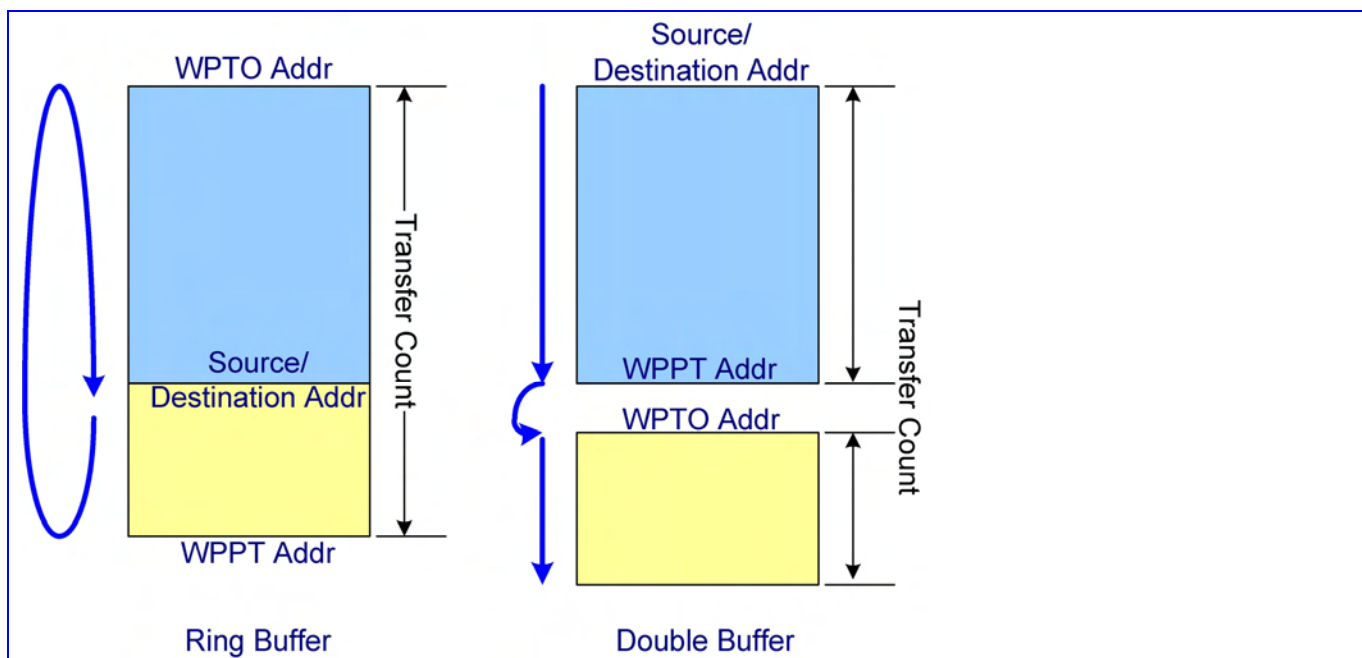 WPTO Addr
Transfer Count
Source/
Destination Addr
WPPT Addr
Ring Buffer
Source/
Destination Addr
WPPT Addr
WPTO Addr
Transfer Count
Double Buffer